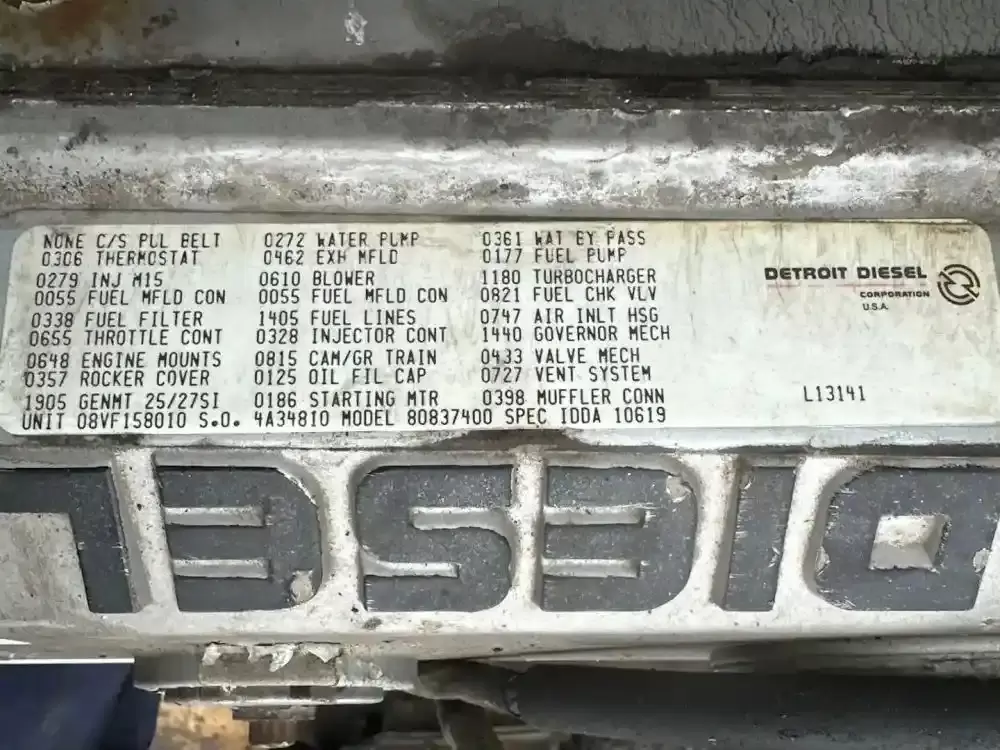 NONE C/S PUL BELT 0272 WATER PUMP 0361 WAT BY PASS
0306 THERMOSTAT 0462 EXH MFLD 0177 FUEL PUMP
0279 INJ M15 0610 BLOWER 1180 TURBOCHARGER
0055 FUEL MFLD CON 0055 FUEL MFLD CON 0821 FUEL CHK VLV
0338 FUEL FILTER 1405 FUEL LINES 0747 AIR INLT HSG
0655 THROTTLE CONT 0328 INJECTOR CONT 1440 GOVERNOR MECH
0648 ENGINE MOUNTS 0815 CAM/GR TRAIN 0433 VALVE MECH
0357 ROCKER COVER 0125 OIL FIL CAP 0727 VENT SYSTEM
1905 GENMT 25/27SI 0186 STARTING MTR 0398 MUFFLER CONN
UNIT 08VF158010 S.O. 4A34810 MODEL 80837400 SPEC IDDA 10619
DETROIT DIESEL
CORPORATION
U.S.A.
L13141
DIESEL